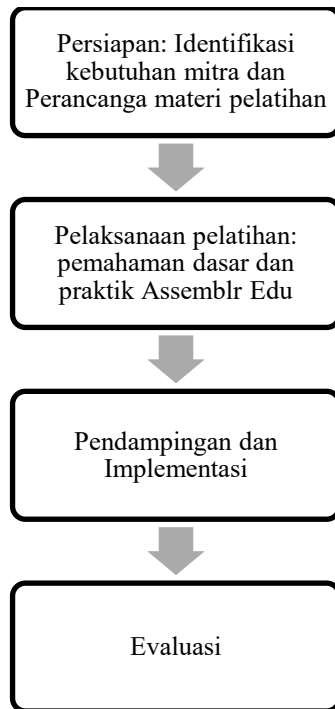 Persiapan: Identifikasi
kebutuhan mitra dan
Perancanga materi pelatihan
Pelaksanaan pelatihan:
pemahaman dasar dan
praktik Assemblr Edu
Pendampingan dan
Implementasi
Evaluasi